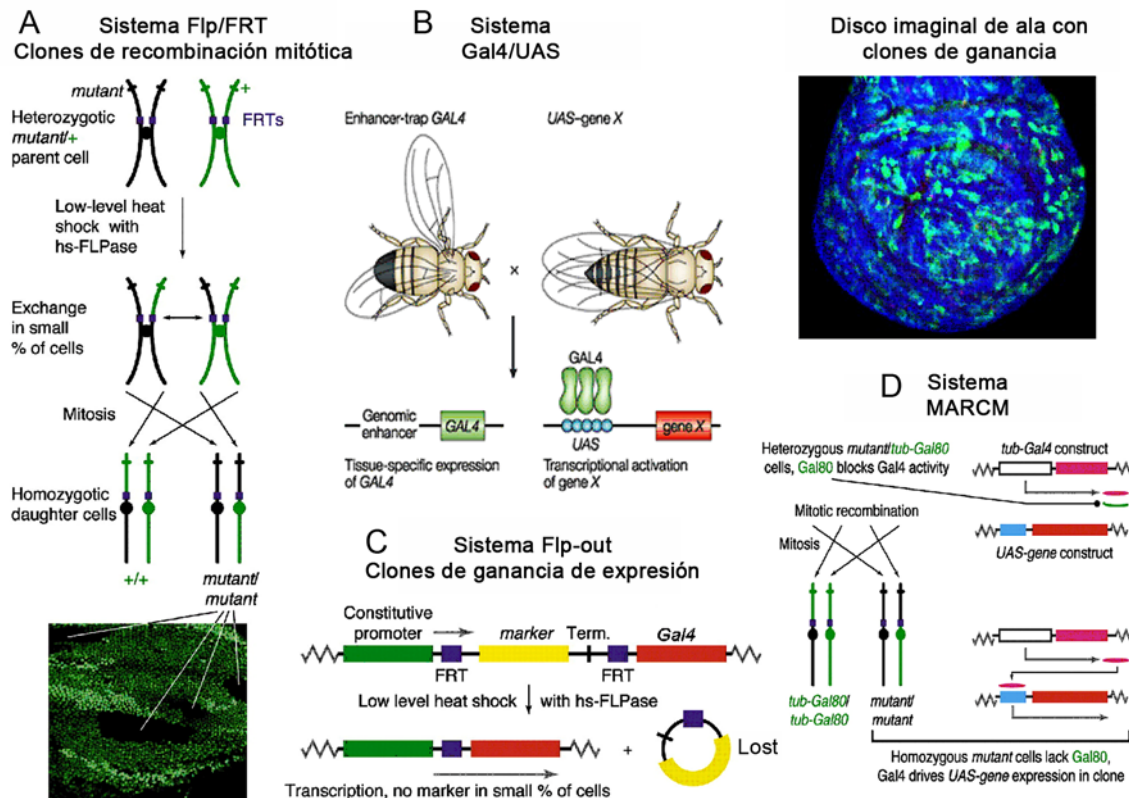 A
Sistema Flp/FRT
Clones de recombinación mitótica
mutant
+
Heterozygotic
mutant/+
parent cell
FRTs
Low-level heat
shock with
hs-FLPase
Exchange
in small
% of cells
Mitosis
Homozygotic
daughter cells
+/+
mutant/
mutant
B
Sistema
Gal4/UAS
Enhancer-trap GAL4
UAS-gene X
×
GAL4
Genomic
enhancer
GAL4
UAS
gene X
Tissue-specific expression
of GAL4
Transcriptional activation
of gene X
Disco imaginal de ala con
clones de ganancia
C
Sistema Flp-out
Clones de ganancia de expresión
Constitutive
promoter
marker
Term.
Gal4
FRT
FRT
Low level heat shock
with hs-FLPase
+
Lost
Transcription, no marker in small % of cells
D
Sistema
MARCM
Heterozygous mutant/tub-Gal80
cells, Gal80 blocks Gal4 activity
tub-Gal4 construct
Mitotic recombination
Mitosis
UAS-gene construct
tub-Gal80/
tub-Gal80
mutant/
mutant
Homozygous mutant cells lack Gal80,
Gal4 drives UAS-gene expression in clone